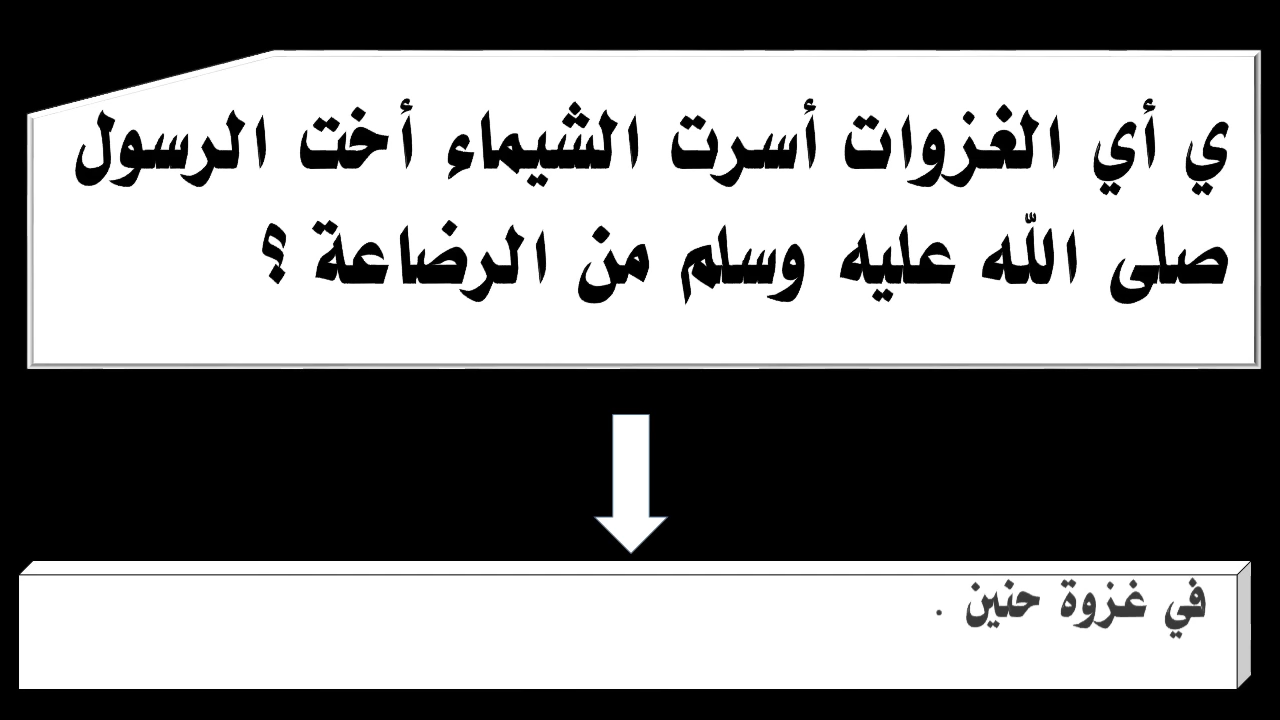 ي أي الغزوات أسرت الشيماء أخت الرسول
صلى الله عليه وسلم من الرضاعة ؟
في غزوة حنين .